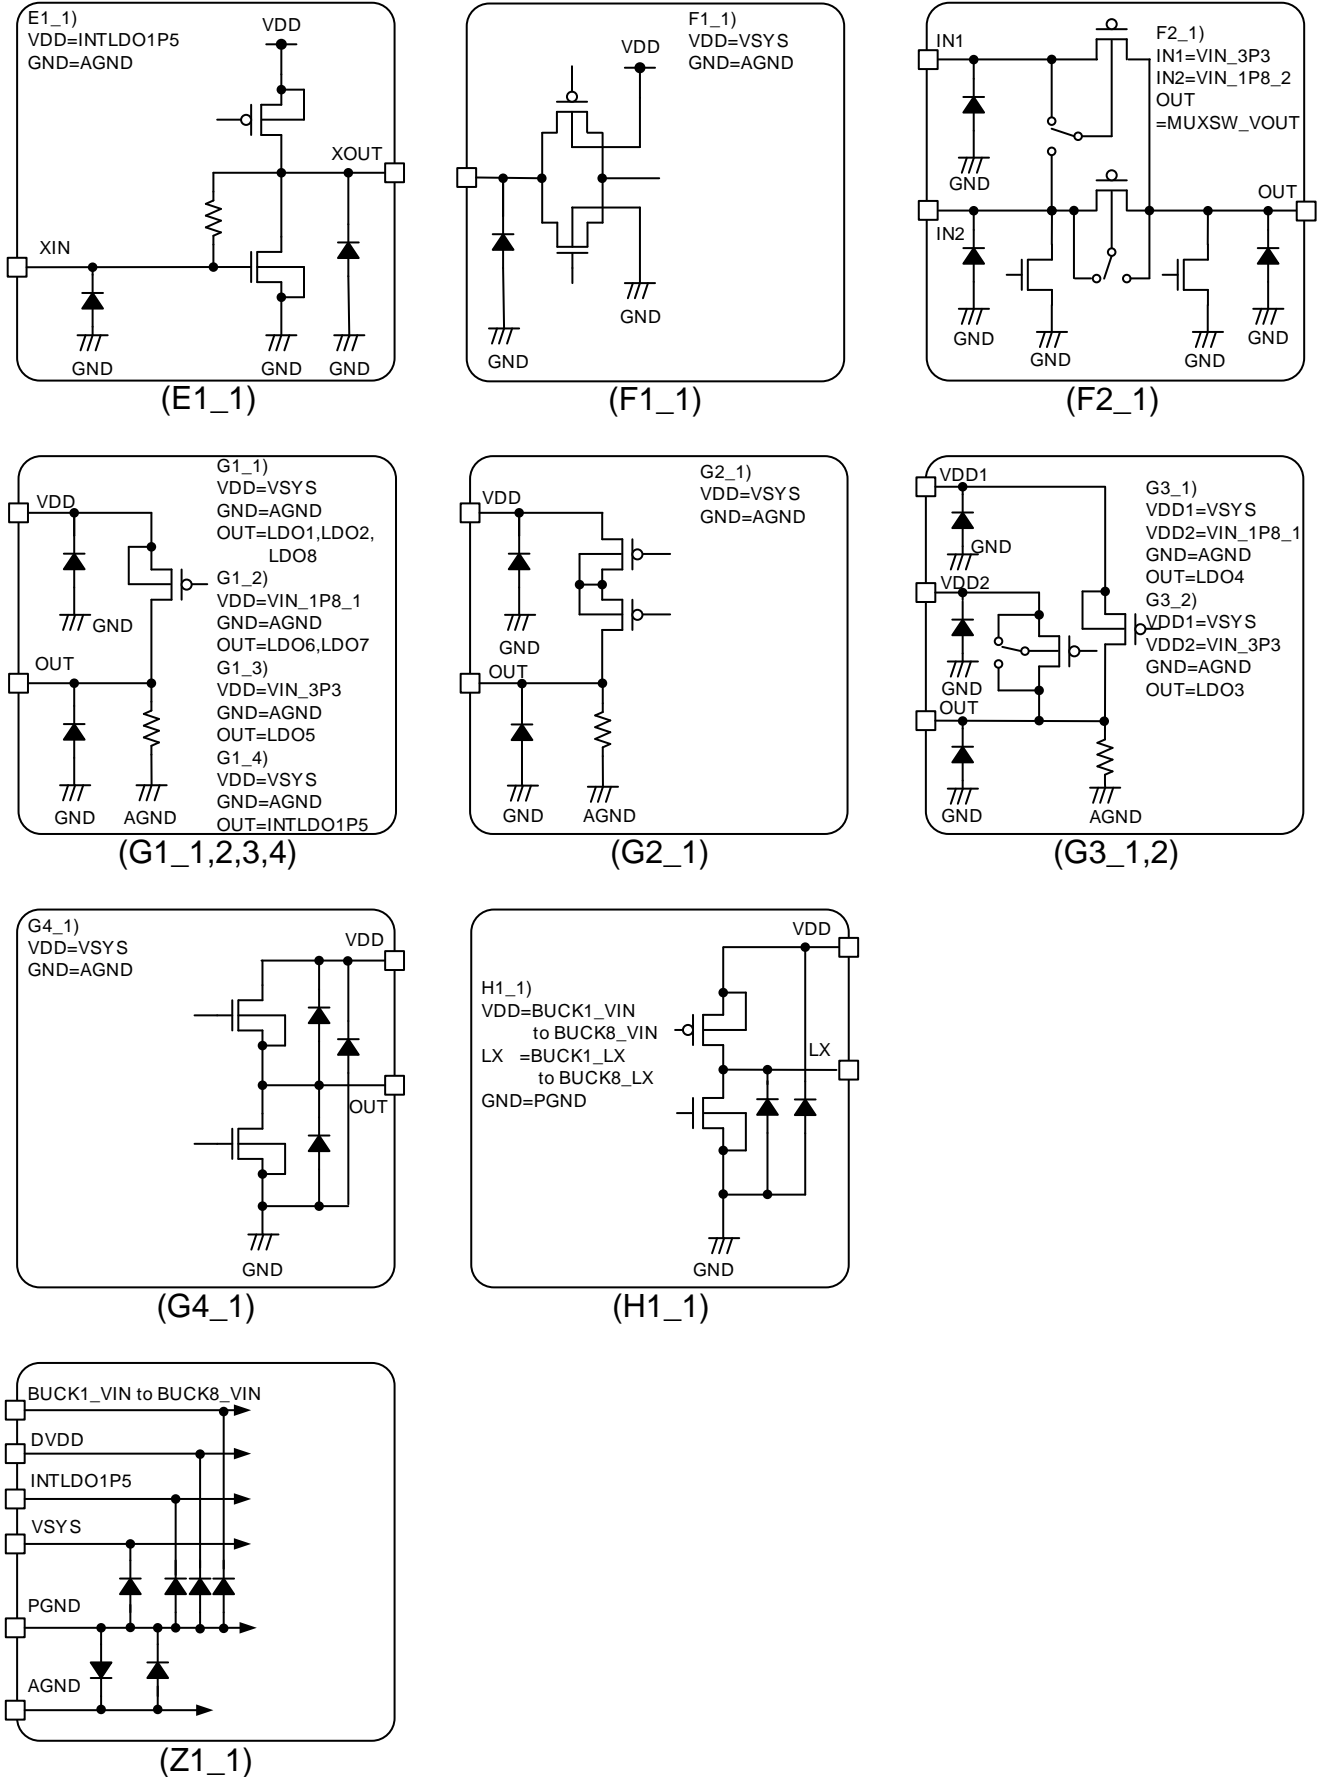 E1_1)
VDD=INTLDO1P5
GND=AGND
VDD
XOUT
XIN
GND
GND
GND
(E1_1)
F1_1)
VDD=VSYS
GND=AGND
VDD
GND
GND
(F1_1)
F2_1)
IN1=VIN_3P3
IN2=VIN_1P8_2
OUT
=MUXSW_VOUT
IN1
GND
OUT
IN2
GND
GND
GND
GND
(F2_1)
G1_1)
VDD=VSYS
GND=AGND
OUT=LDO1,LDO2,
LDO8
G1_2)
VDD=VIN_1P8_1
GND=AGND
OUT=LDO6,LDO7
G1_3)
VDD=VIN_3P3
GND=AGND
OUT=LDO5
G1_4)
VDD=VSYS
GND=AGND
OUT=INTLDO1P5
VDD
GND
OUT
GND
AGND
(G1_1,2,3,4)
G2_1)
VDD=VSYS
GND=AGND
VDD
GND
OUT
GND
AGND
(G2_1)
VDD1
GND
VDD2
GND
OUT
GND
AGND
G3_1)
VDD1=VSYS
VDD2=VIN_1P8_1
GND=AGND
OUT=LDO4
G3_2)
VDD1=VSYS
VDD2=VIN_3P3
GND=AGND
OUT=LDO3
(G3_1,2)
G4_1)
VDD=VSYS
GND=AGND
VDD
OUT
GND
(G4_1)
VDD
H1_1)
VDD=BUCK1_VIN
to BUCK8_VIN
LX =BUCK1_LX
to BUCK8_LX
GND=PGND
LX
GND
(H1_1)
BUCK1_VIN to BUCK8_VIN
DVDD
INTLDO1P5
VSYS
PGND
AGND
(Z1_1)